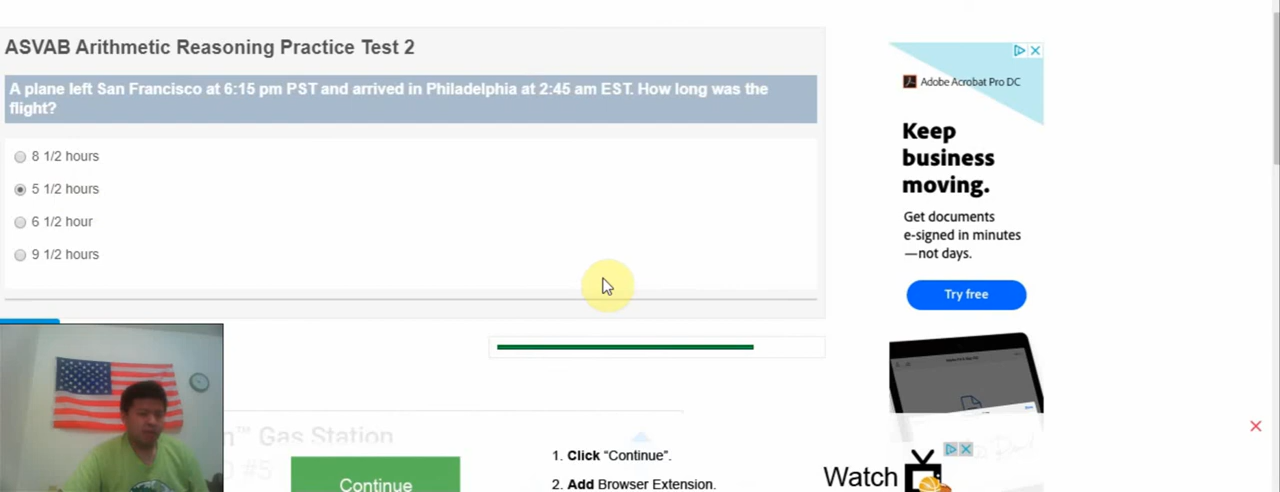 ASVAB Arithmetic Reasoning Practice Test 2
A plane left San Francisco at 6:15 pm PST and arrived in Philadelphia at 2:45 am EST. How long was the
flight?
8 1/2 hours
5 1/2 hours
6 1/2 hour
9 1/2 hours
Adobe Acrobat Pro DC
Keep
business
moving.
Get documents
e-signed in minutes
—not days.
Try free
Gas Station
#5
Continue
1. Click “Continue”.
2. Add Browser Extension.
Watch